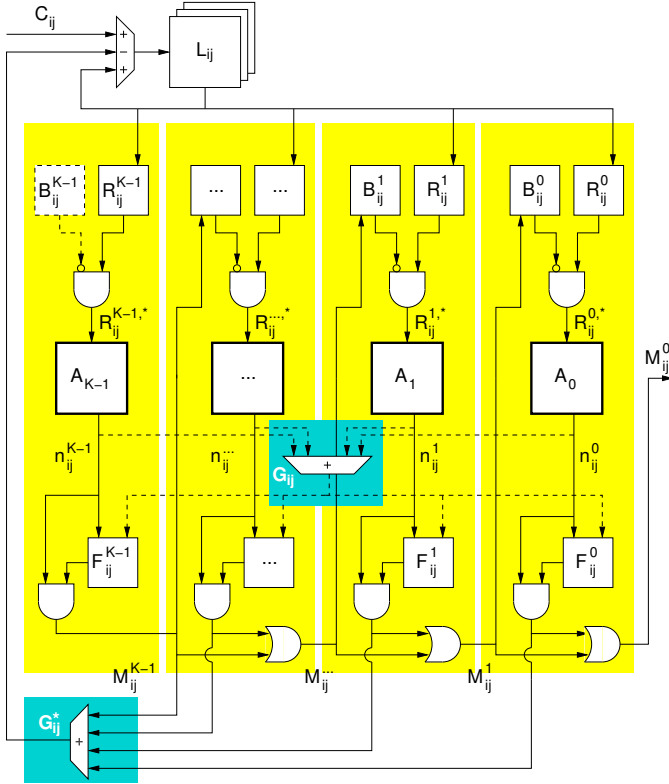 C_ij
+
−
+
L_ij
B_ij^K−1 R_ij^K−1 ... ... B_ij^1 R_ij^1 B_ij^0 R_ij^0
R_ij^K−1,* R_ij^...,* R_ij^1,* R_ij^0,*
M_ij^0
A_K−1 ... A_1 A_0
n_ij^K−1 n_ij^... n_ij^1 n_ij^0
+
G_ij
F_ij^K−1 ... F_ij^1 F_ij^0
M_ij^K−1 M_ij^... M_ij^1
G_ij^*
+